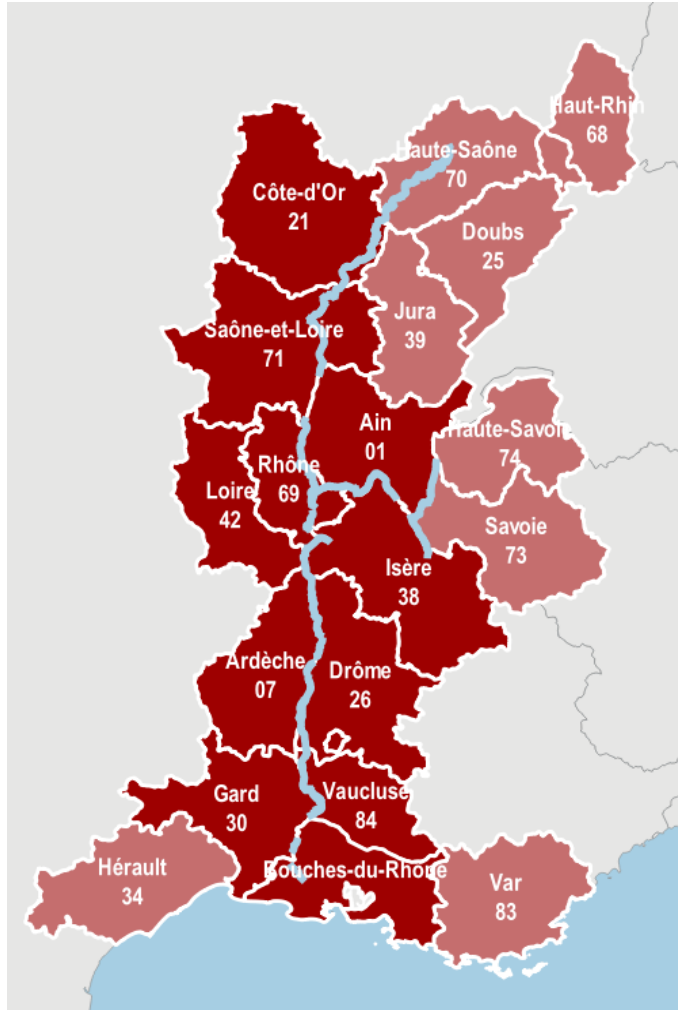 Haut-Rhin
68
Haute-Saône
70
Côte-d'Or
21
Doubs
25
Jura
39
Saône-et-Loire
71
Ain
01
Haute-Savoie
74
Rhône
69
Loire
42
Savoie
73
Isère
38
Ardèche
07
Drôme
26
Gard
30
Vaucluse
84
Hérault
34
Bouches-du-Rhône
Var
83